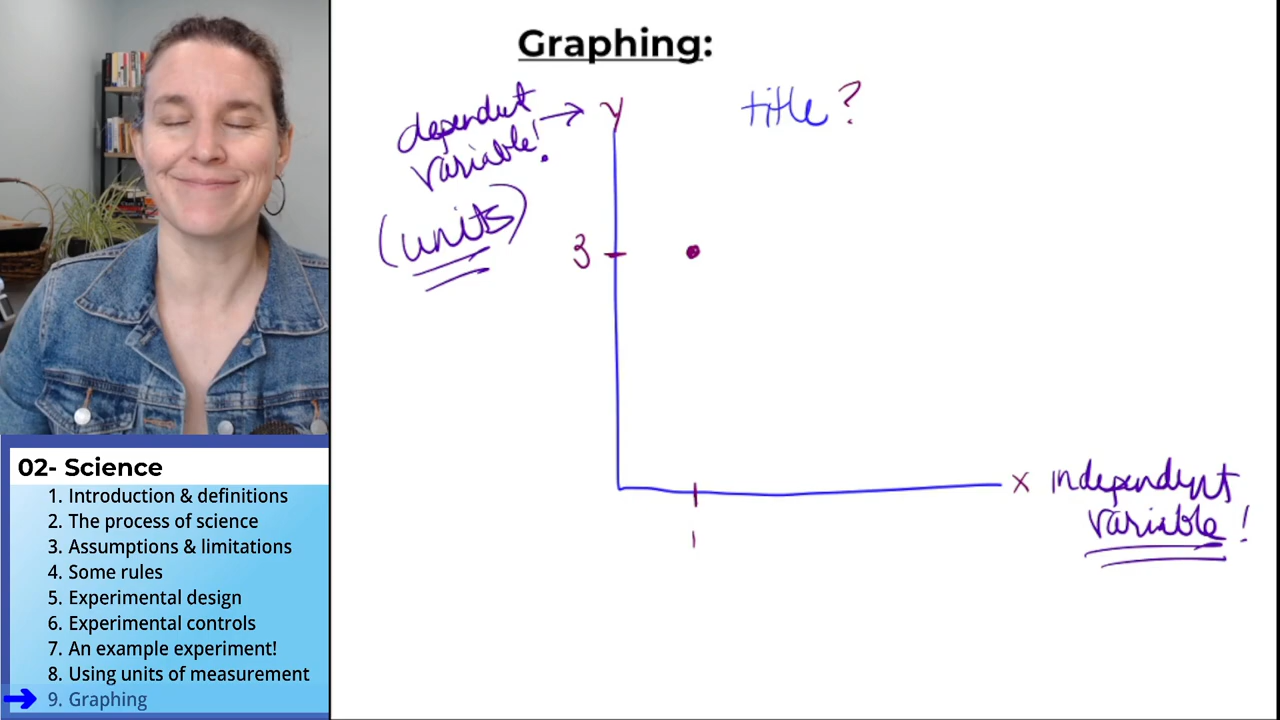 Graphing:
dependent
variable!
(units)
y
title?
3
1
x
independent
variable!
02- Science
1. Introduction & definitions
2. The process of science
3. Assumptions & limitations
4. Some rules
5. Experimental design
6. Experimental controls
7. An example experiment!
8. Using units of measurement
9. Graphing